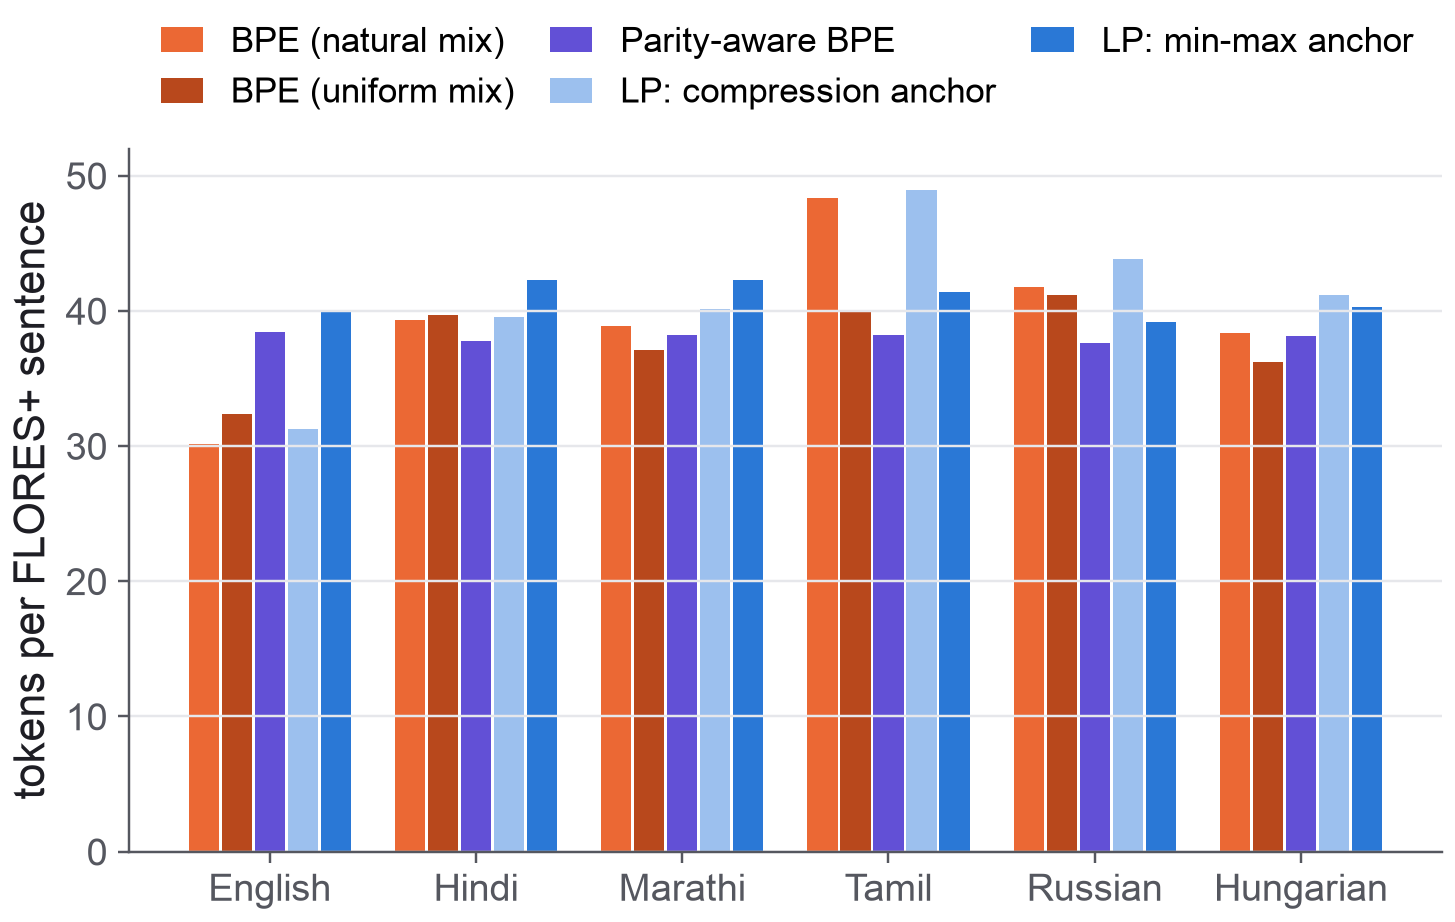 BPE (natural mix)
BPE (uniform mix)
Parity-aware BPE
LP: compression anchor
LP: min-max anchor
tokens per FLORES+ sentence
50
40
30
20
10
0
English
Hindi
Marathi
Tamil
Russian
Hungarian